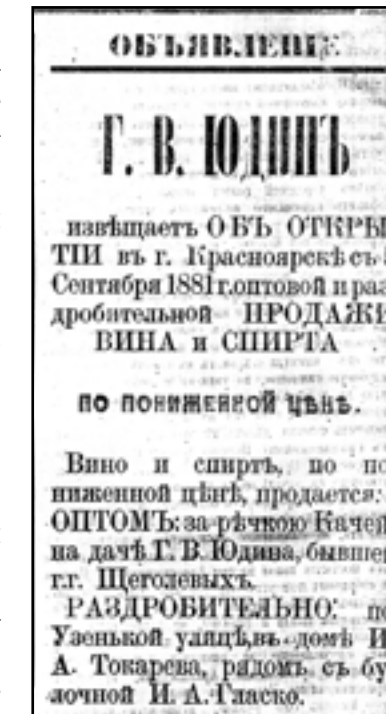 ОБЪЯВЛЕНІЕ.
Г. В. ЮДИНЪ
извѣщаетъ ОБЪ ОТКРЫ
ТІИ въ г. Красноярскѣ съ
Сентября 1881 г. оптовой и раз
дробительной ПРОДАЖИ
ВИНА и СПИРТА
ПО ПОНИЖЕННОЙ ЦѢНѢ.
Вино и спиртъ, по по
ниженной цѣнѣ, продается:
ОПТОМЪ: за рѣчкою Качей
на дачѣ Г. В. Юдина, бывшей
г.г. Щеголевыхъ.
РАЗДРОБИТЕЛЬНО: по
Узенькой улицѣ, въ домѣ И
А. Токарева, рядомъ съ бу
лочной И. А. Гласко.